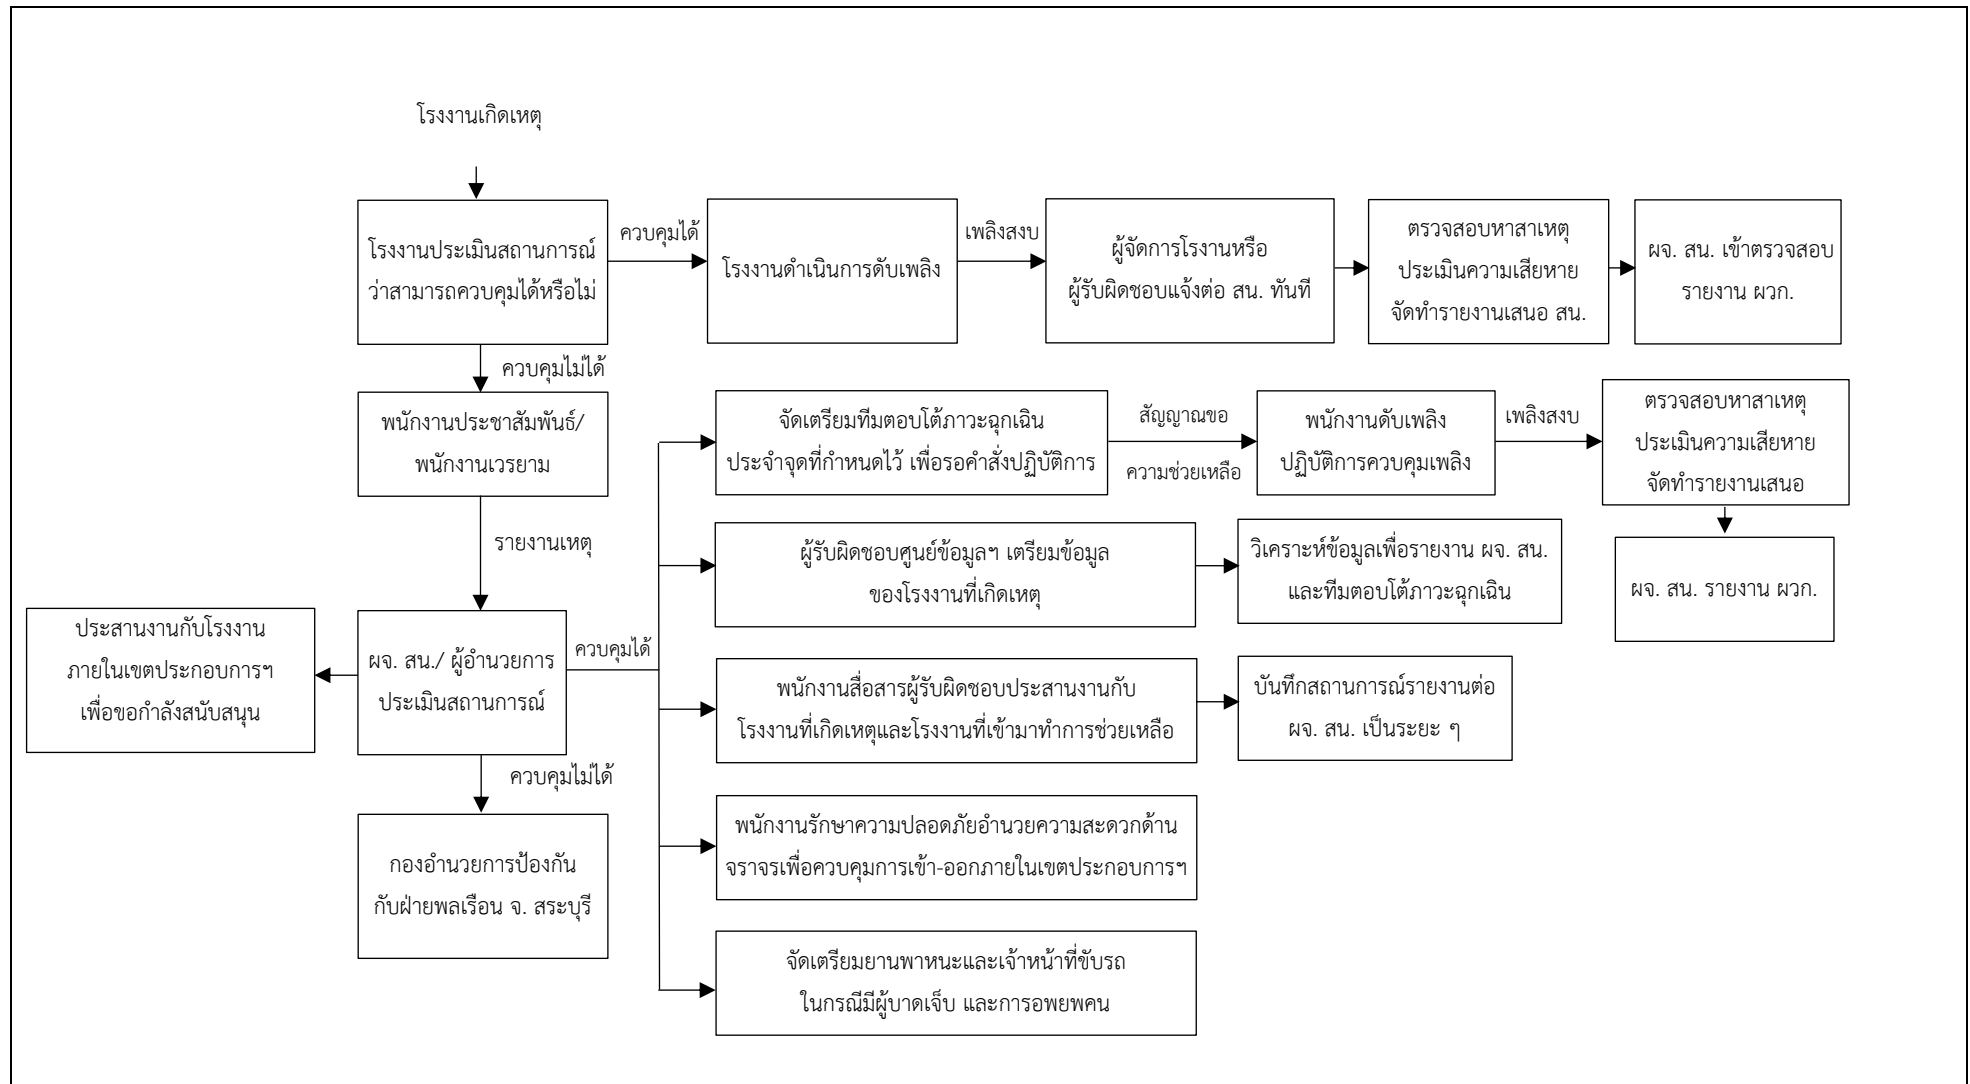 โรงงานเกิดเหตุ
โรงงานประเมินสถานการณ์
ว่าสามารถควบคุมได้หรือไม่
ควบคุมได้
โรงงานดำเนินการดับเพลิง
เพลิงสงบ
ผู้จัดการโรงานหรือ
ผู้รับผิดชอบแจ้งต่อ สน. ทันที
ตรวจสอบหาสาเหตุ
ประเมินความเสียหาย
จัดทำรายงานเสนอ สน.
ผจ. สน. เข้าตรวจสอบ
รายงาน ผวก.
ควบคุมไม่ได้
พนักงานประชาสัมพันธ์/
พนักงานเวรยาม
จัดเตรียมทีมตอบโต้ภาวะฉุกเฉิน
ประจำจุดที่กำหนดไว้ เพื่อรอคำสั่งปฏิบัติการ
สัญญาณขอ
ความช่วยเหลือ
พนักงานดับเพลิง
ปฏิบัติการควบคุมเพลิง
เพลิงสงบ
ตรวจสอบหาสาเหตุ
ประเมินความเสียหาย
จัดทำรายงานเสนอ
รายงานเหตุ
ผู้รับผิดชอบศูนย์ข้อมูลฯ เตรียมข้อมูล
ของโรงงานที่เกิดเหตุ
วิเคราะห์ข้อมูลเพื่อรายงาน ผจ. สน.
และทีมตอบโต้ภาวะฉุกเฉิน
ผจ. สน. รายงาน ผวก.
ประสานงานกับโรงงาน
ภายในเขตประกอบการฯ
เพื่อขอกำลังสนับสนุน
ผจ. สน./ ผู้อำนวยการ
ประเมินสถานการณ์
ควบคุมได้
พนักงานสื่อสารผู้รับผิดชอบประสานงานกับ
โรงงานที่เกิดเหตุและโรงงานที่เข้ามาทำการช่วยเหลือ
บันทึกสถานการณ์รายงานต่อ
ผจ. สน. เป็นระยะ ๆ
ควบคุมไม่ได้
กองอำนวยการป้องกัน
กับฝ่ายพลเรือน จ. สระบุรี
พนักงานรักษาความปลอดภัยอำนวยความสะดวกด้าน
จราจรเพื่อควบคุมการเข้า-ออกภายในเขตประกอบการฯ
จัดเตรียมยานพาหนะและเจ้าหน้าที่ขับรถ
ในกรณีมีผู้บาดเจ็บ และการอพยพคน